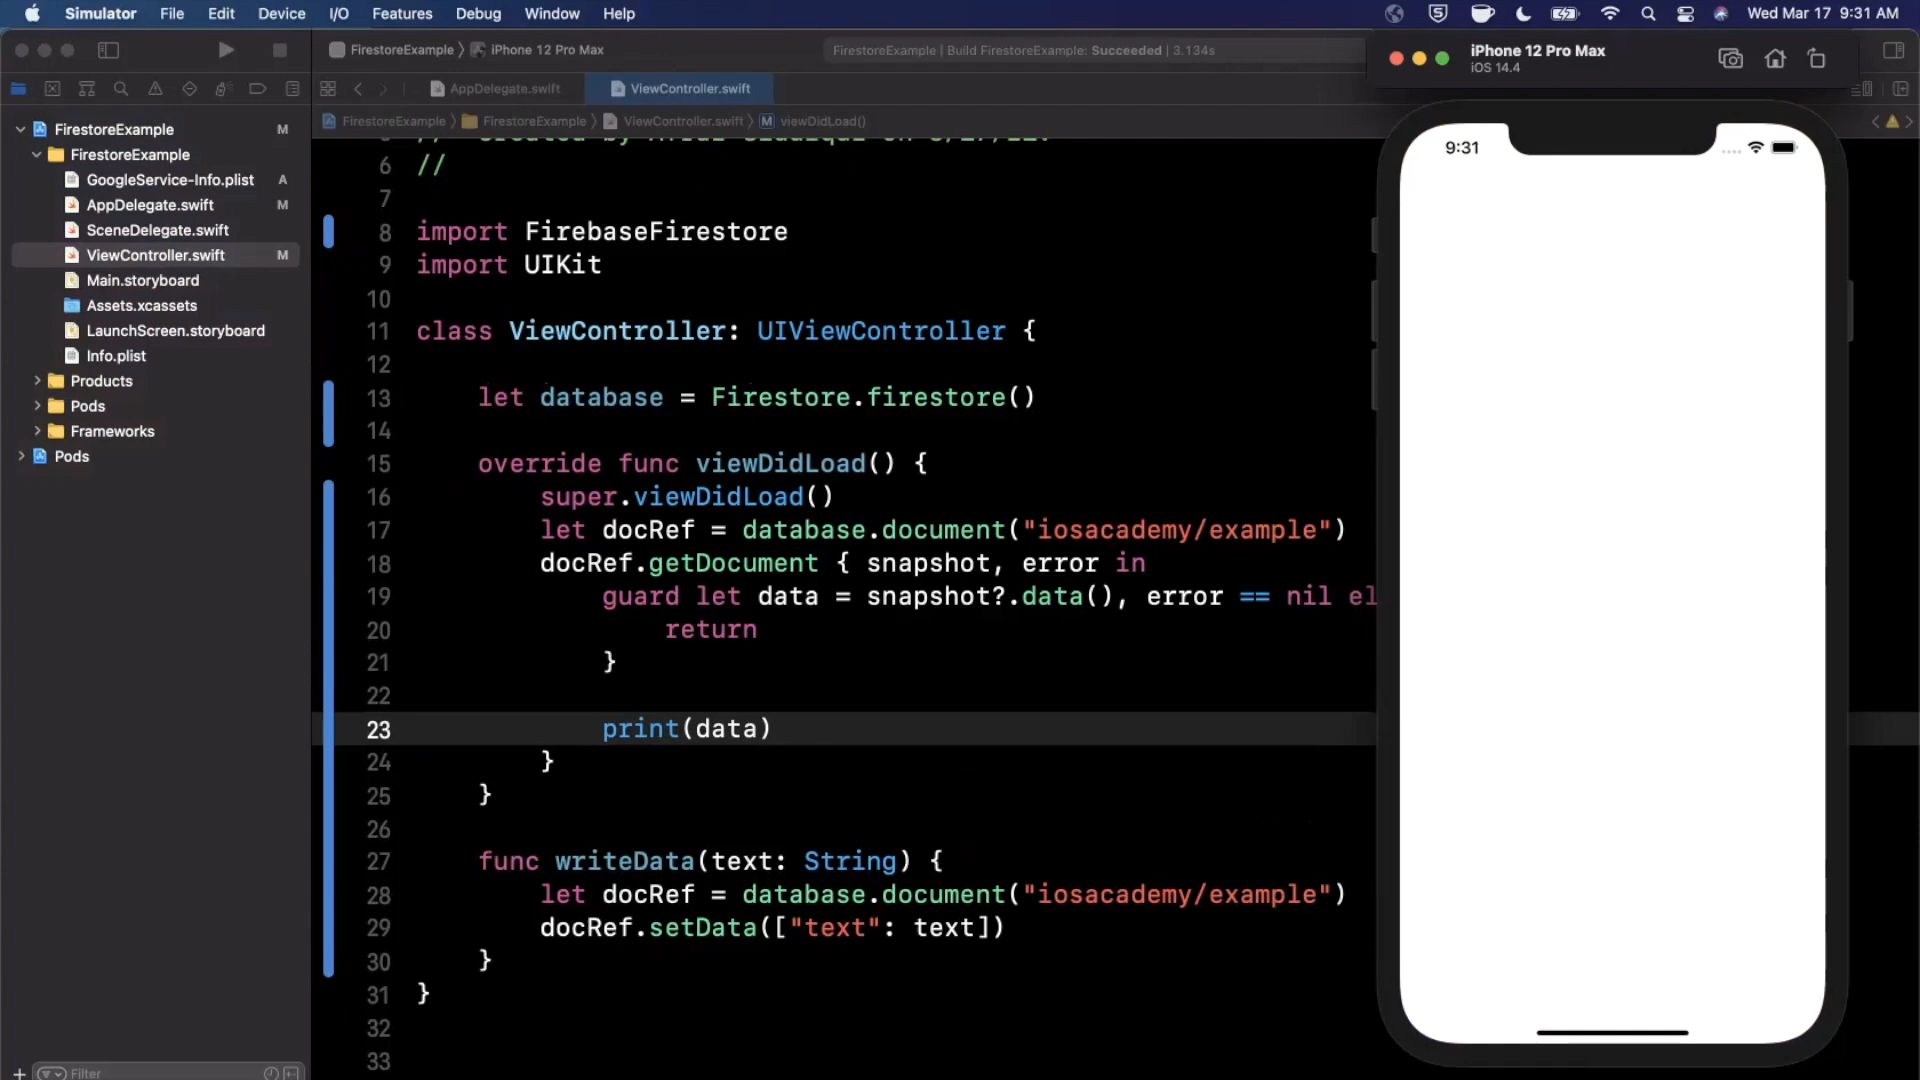 Simulator File Edit Device I/O Features Debug Window Help
Wed Mar 17 9:31 AM
FirestoreExample 〉 iPhone 12 Pro Max
FirestoreExample | Build FirestoreExample: Succeeded | 3.134s
iPhone 12 Pro Max
iOS 14.4
AppDelegate.swift
ViewController.swift
FirestoreExample 〉 FirestoreExample 〉 ViewController.swift 〉 M viewDidLoad()
FirestoreExample M
FirestoreExample
GoogleService-Info.plist A
AppDelegate.swift M
SceneDelegate.swift
ViewController.swift M
Main.storyboard
Assets.xcassets
LaunchScreen.storyboard
Info.plist
Products
Pods
Frameworks
Pods
Filter
6 //
7
8 import FirebaseFirestore
9 import UIKit
10
11 class ViewController: UIViewController {
12
13 let database = Firestore.firestore()
14
15 override func viewDidLoad() {
16 super.viewDidLoad()
17 let docRef = database.document("iosacademy/example")
18 docRef.getDocument { snapshot, error in
19 guard let data = snapshot?.data(), error == nil el
20 return
21 }
22
23 print(data)
24 }
25 }
26
27 func writeData(text: String) {
28 let docRef = database.document("iosacademy/example")
29 docRef.setData(["text": text])
30 }
31 }
32
33
9:31